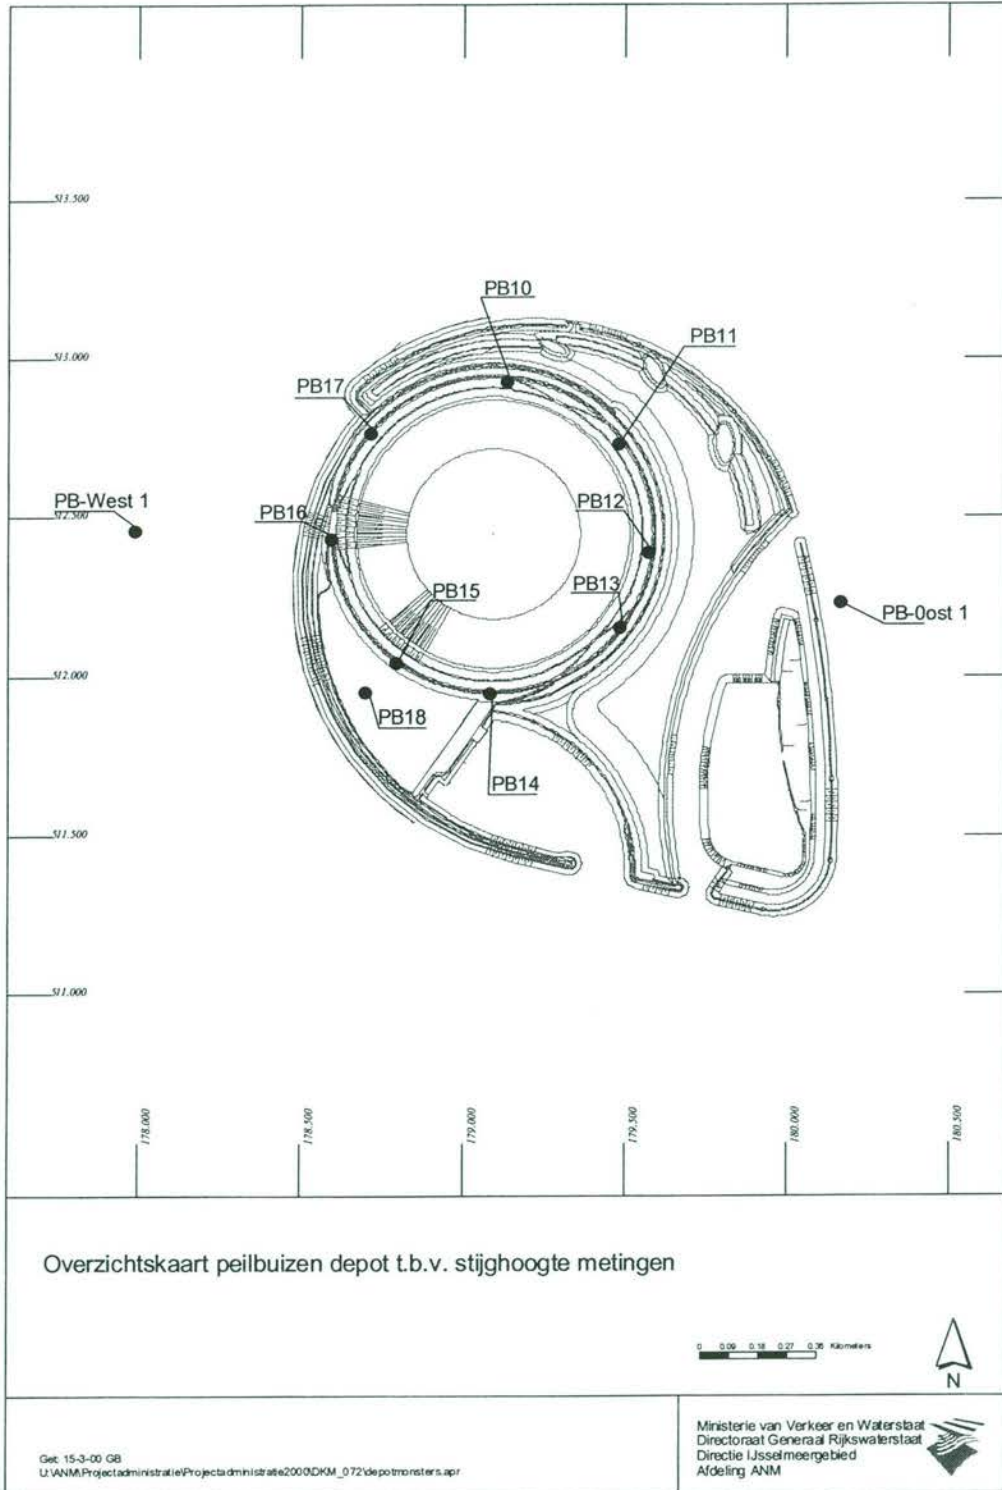 513.500
PB10
PB11
513.000
PB17
PB-West 1
512.500
PB16
PB12
PB15
PB13
PB-Oost 1
512.000
PB18
PB14
511.500
511.000
178.000
178.500
179.000
179.500
180.000
180.500
Overzichtskaart peilbuizen depot t.b.v. stijghoogte metingen
0 0.09 0.18 0.27 0.36 Kilometers
N
Get: 15-3-00 GB
U:\ANM\Projectadministratie\Projectadministratie2000\DKM_072\depotmonsters.apr
Ministerie van Verkeer en Waterstaat
Directoraat Generaal Rijkswaterstaat
Directie IJsselmeergebied
Afdeling ANM